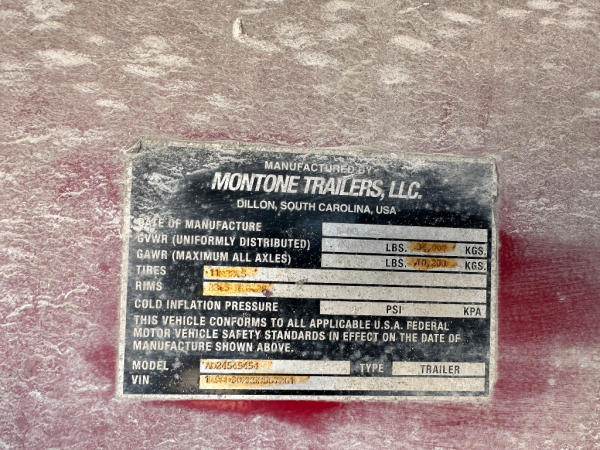 MANUFACTURED BY
MONTONE TRAILERS, LLC.
DILLON, SOUTH CAROLINA, USA
DATE OF MANUFACTURE
GVWR (UNIFORMLY DISTRIBUTED) LBS. KGS.
GAWR (MAXIMUM ALL AXLES) LBS. 10,200 KGS.
TIRES
RIMS
COLD INFLATION PRESSURE PSI KPA
THIS VEHICLE CONFORMS TO ALL APPLICABLE U.S.A. FEDERAL
MOTOR VEHICLE SAFETY STANDARDS IN EFFECT ON THE DATE OF
MANUFACTURE SHOWN ABOVE.
MODEL TYPE TRAILER
VIN